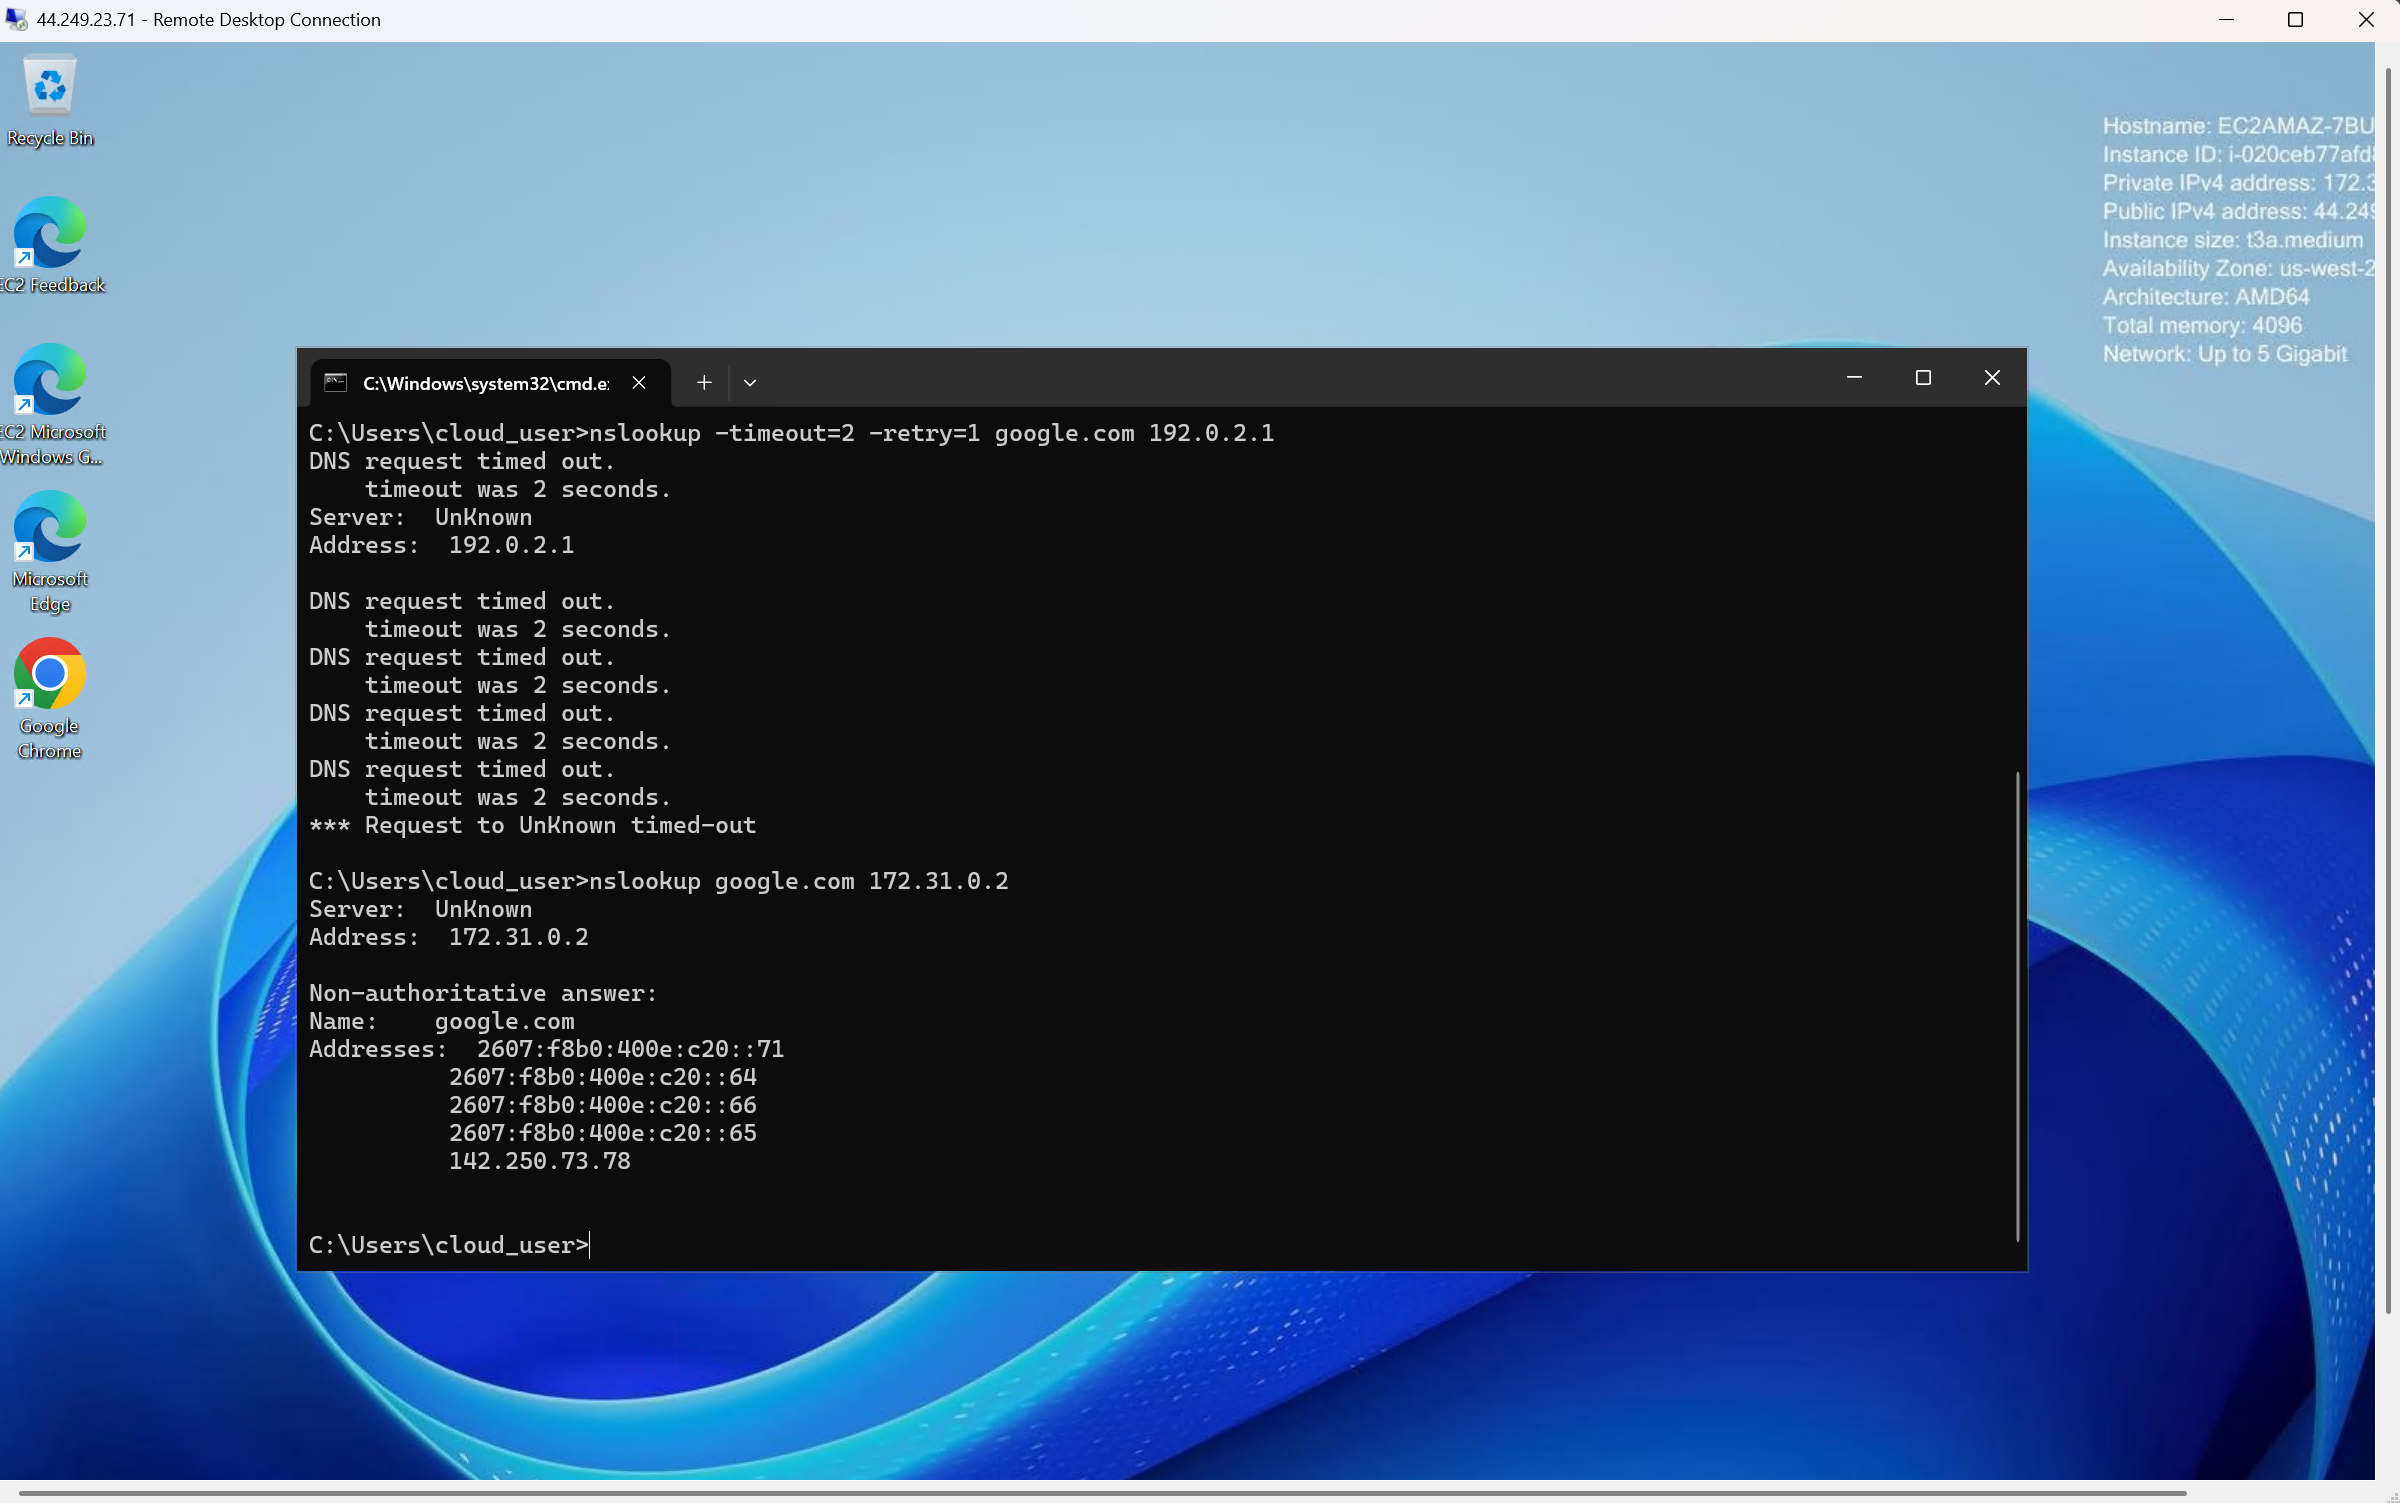 44.249.23.71 - Remote Desktop Connection
Recycle Bin
EC2 Feedback
EC2 Microsoft
Windows G...
Microsoft
Edge
Google
Chrome
Hostname: EC2AMAZ-7BU
Instance ID: i-020ceb77afd
Private IPv4 address: 172.3
Public IPv4 address: 44.249
Instance size: t3a.medium
Availability Zone: us-west-2
Architecture: AMD64
Total memory: 4096
Network: Up to 5 Gigabit
C:\Windows\system32\cmd.e
C:\Users\cloud_user>nslookup -timeout=2 -retry=1 google.com 192.0.2.1
DNS request timed out.
    timeout was 2 seconds.
Server:  UnKnown
Address:  192.0.2.1
DNS request timed out.
    timeout was 2 seconds.
DNS request timed out.
    timeout was 2 seconds.
DNS request timed out.
    timeout was 2 seconds.
DNS request timed out.
    timeout was 2 seconds.
*** Request to UnKnown timed-out
C:\Users\cloud_user>nslookup google.com 172.31.0.2
Server:  UnKnown
Address:  172.31.0.2
Non-authoritative answer:
Name:    google.com
Addresses:  2607:f8b0:400e:c20::71
          2607:f8b0:400e:c20::64
          2607:f8b0:400e:c20::66
          2607:f8b0:400e:c20::65
          142.250.73.78
C:\Users\cloud_user>